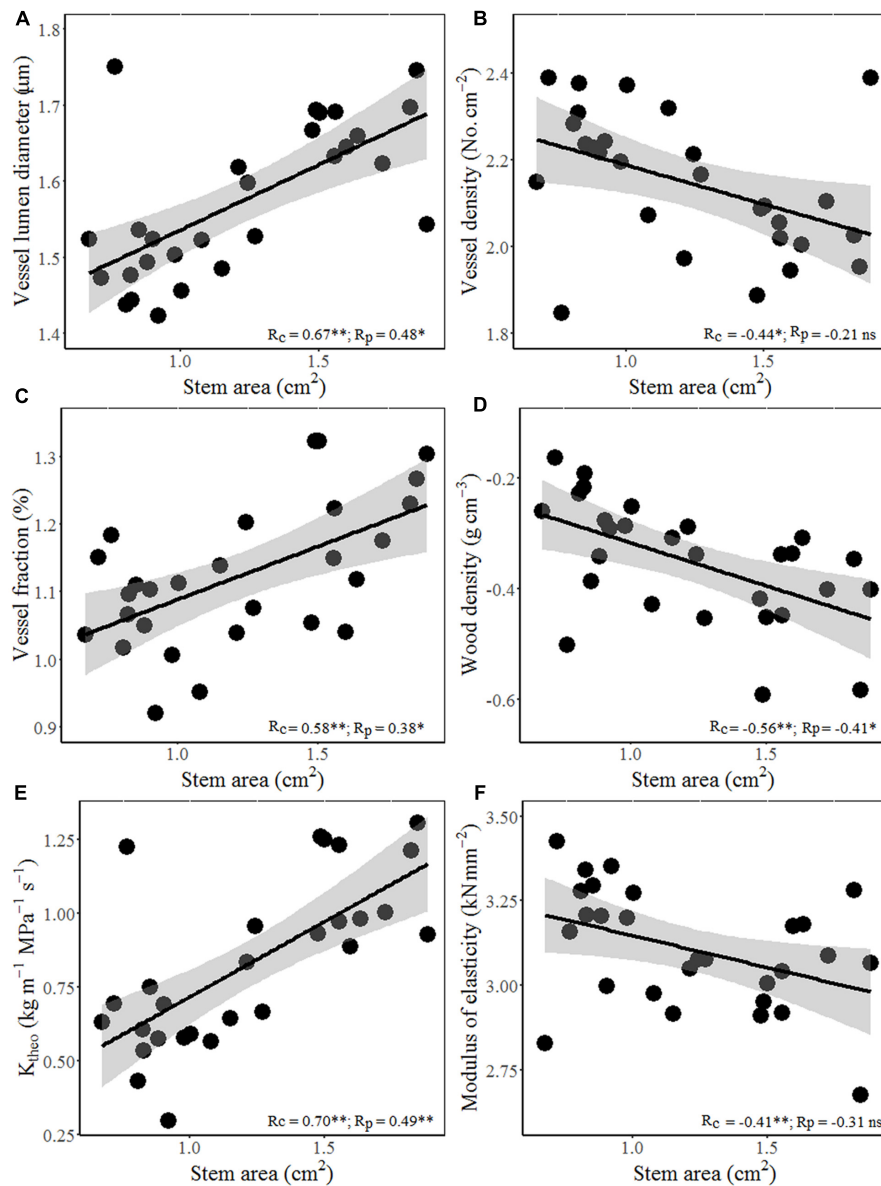 A
Vessel lumen diameter (μm)
1.7
1.6
1.5
1.4
1.0
1.5
Rc = 0.67**; Rp = 0.48*
Stem area (cm²)
B
Vessel density (No. cm⁻²)
2.4
2.2
2.0
1.8
1.0
1.5
Rc = -0.44*; Rp = -0.21 ns
Stem area (cm²)
C
Vessel fraction (%)
1.3
1.2
1.1
1.0
0.9
1.0
1.5
Rc = 0.58**; Rp = 0.38*
Stem area (cm²)
D
Wood density (g cm⁻³)
-0.2
-0.4
-0.6
1.0
1.5
Rc = -0.56**; Rp= -0.41*
Stem area (cm²)
E
Ktheo (kg m⁻¹ MPa⁻¹ s⁻¹)
1.25
1.00
0.75
0.50
0.25
1.0
1.5
Rc = 0.70**; Rp = 0.49**
Stem area (cm²)
F
Modulus of elasticity (kN mm⁻²)
3.50
3.25
3.00
2.75
1.0
1.5
Rc = -0.41**; Rp = -0.31 ns
Stem area (cm²)